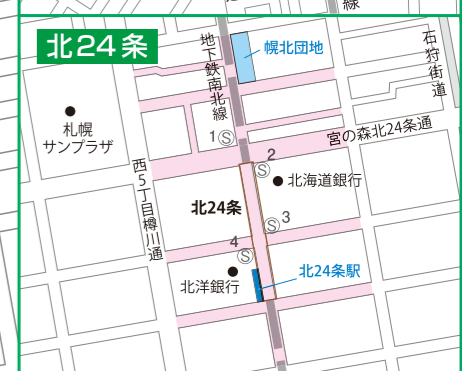 線
北24条
地下鉄南北線
幌北団地
石狩街道
札幌
サンプラザ
1Ⓢ
宮の森北24条通
2
Ⓢ
北海道銀行
西5丁目樽川通
北24条
3
Ⓢ
4
Ⓢ
北洋銀行
北24条駅